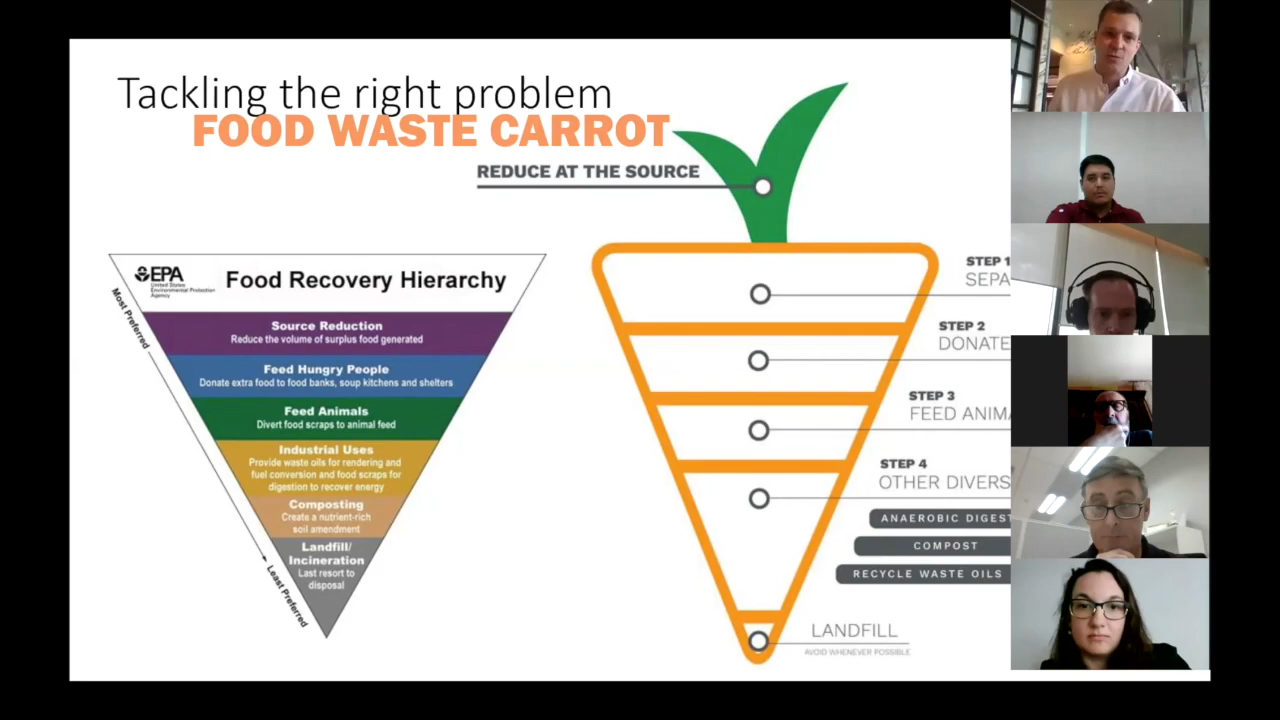 Tackling the right problem
FOOD WASTE CARROT
REDUCE AT THE SOURCE
EPA
United States
Environmental Protection
Agency
Food Recovery Hierarchy
Most Preferred
Source Reduction
Reduce the volume of surplus food generated
Feed Hungry People
Donate extra food to food banks, soup kitchens and shelters
Feed Animals
Divert food scraps to animal feed
Industrial Uses
Provide waste oils for rendering and
fuel conversion and food scraps for
digestion to recover energy
Composting
Create a nutrient-rich
soil amendment
Landfill/
Incineration
Last resort to
disposal
Least Preferred
STEP 1
SEPA
STEP 2
DONATE
STEP 3
FEED ANIMA
STEP 4
OTHER DIVERS
ANAEROBIC DIGEST
COMPOST
RECYCLE WASTE OILS
LANDFILL
AVOID WHENEVER POSSIBLE